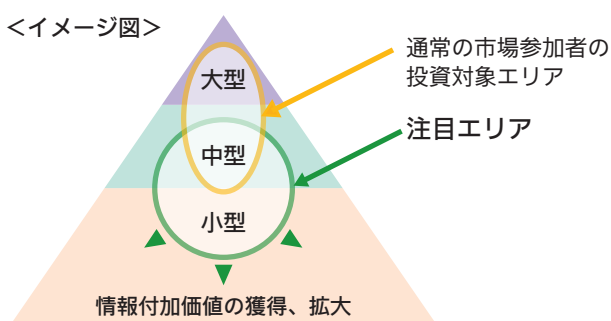 ＜イメージ図＞
通常の市場参加者の
投資対象エリア
大型
注目エリア
中型
小型
情報付加価値の獲得、拡大